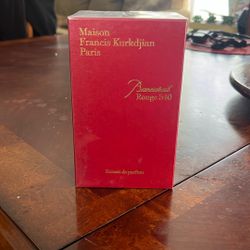 Maison
Francis Kurkdjian
Paris
Baccarat
Rouge 540
Extrait de parfum